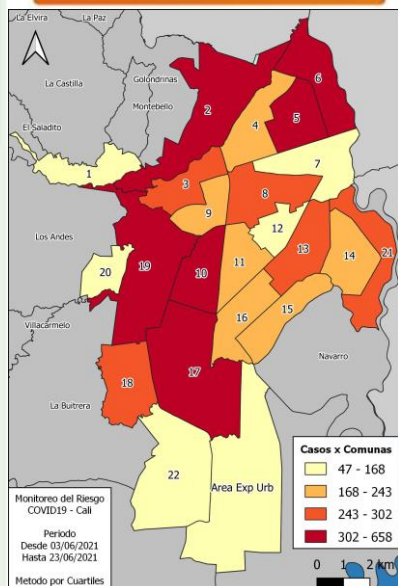 La Elvira
La Paz
La Castilla
Golondrinas
Montebello
El Saladito
Los Andes
Villacarmelo
La Buitrera
Navarro
6
2
4
5
1
7
3
8
9
12
20
19
10
11
13
14
21
16
15
18
17
22
Area Exp Urb
Monitoreo del Riesgo
COVID19 - Cali
Periodo
Desde 03/06/2021
Hasta 23/06/2021
Metodo por Cuartiles
Casos x Comunas
47 - 168
168 - 243
243 - 302
302 - 658
0 1 2 km